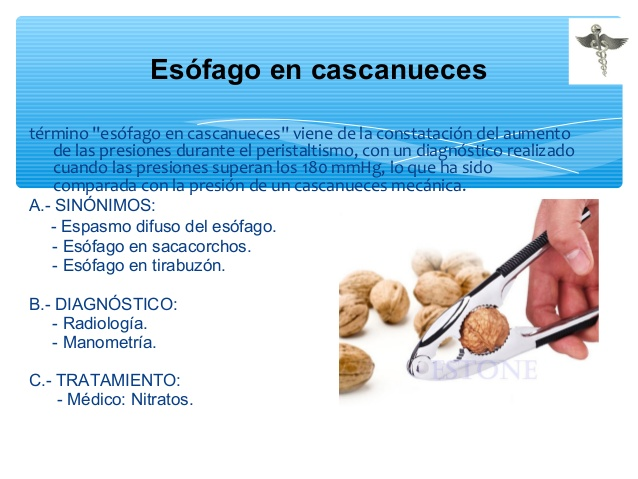 Esófago en cascanueces
término "esófago en cascanueces" viene de la constatación del aumento
de las presiones durante el peristaltismo, con un diagnóstico realizado
cuando las presiones superan los 180 mmHg, lo que ha sido
comparada con la presión de un cascanueces mecánica.
A.- SINÓNIMOS:
- Espasmo difuso del esófago.
- Esófago en sacacorchos.
- Esófago en tirabuzón.
B.- DIAGNÓSTICO:
- Radiología.
- Manometría.
C.- TRATAMIENTO:
- Médico: Nitratos.